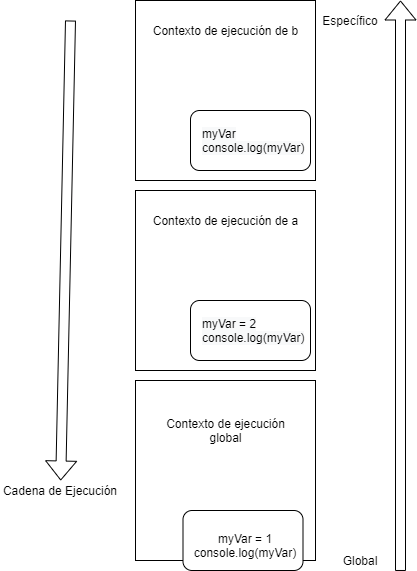 Contexto de ejecución de b
Específico
myVar
console.log(myVar)
Contexto de ejecución de a
myVar = 2
console.log(myVar)
Contexto de ejecución
global
Cadena de Ejecución
myVar = 1
console.log(myVar)
Global